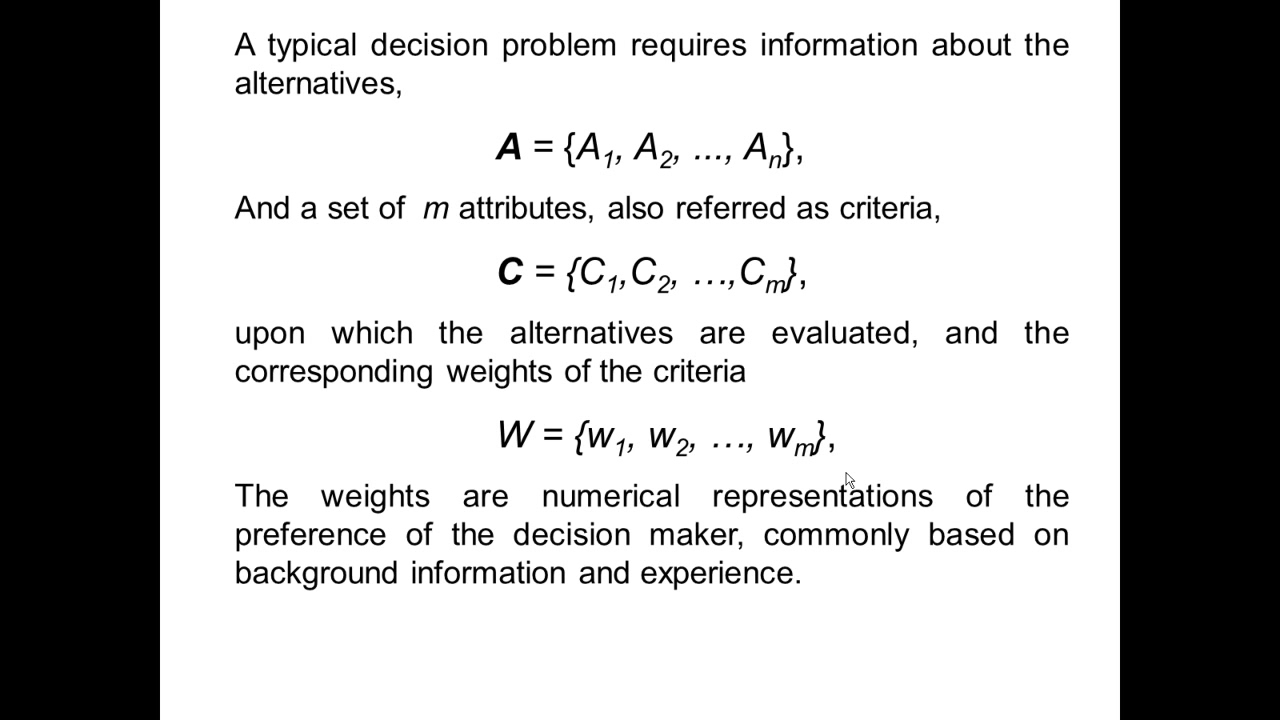 A typical decision problem requires information about the
alternatives,
A = {A₁, A₂, ..., Aₙ},
And a set of m attributes, also referred as criteria,
C = {C₁,C₂, …,Cₘ},
upon which the alternatives are evaluated, and the
corresponding weights of the criteria
W = {w₁, w₂, …, wₘ},
The weights are numerical representations of the
preference of the decision maker, commonly based on
background information and experience.